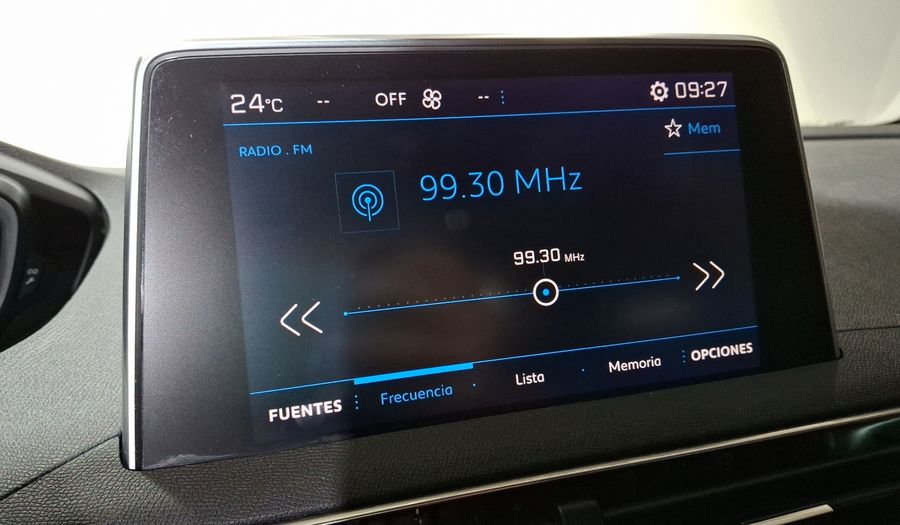 24°C -- OFF -- 09:27
Mem
RADIO . FM
99.30 MHz
99.30 MHz
FUENTES Frecuencia Lista Memoria OPCIONES